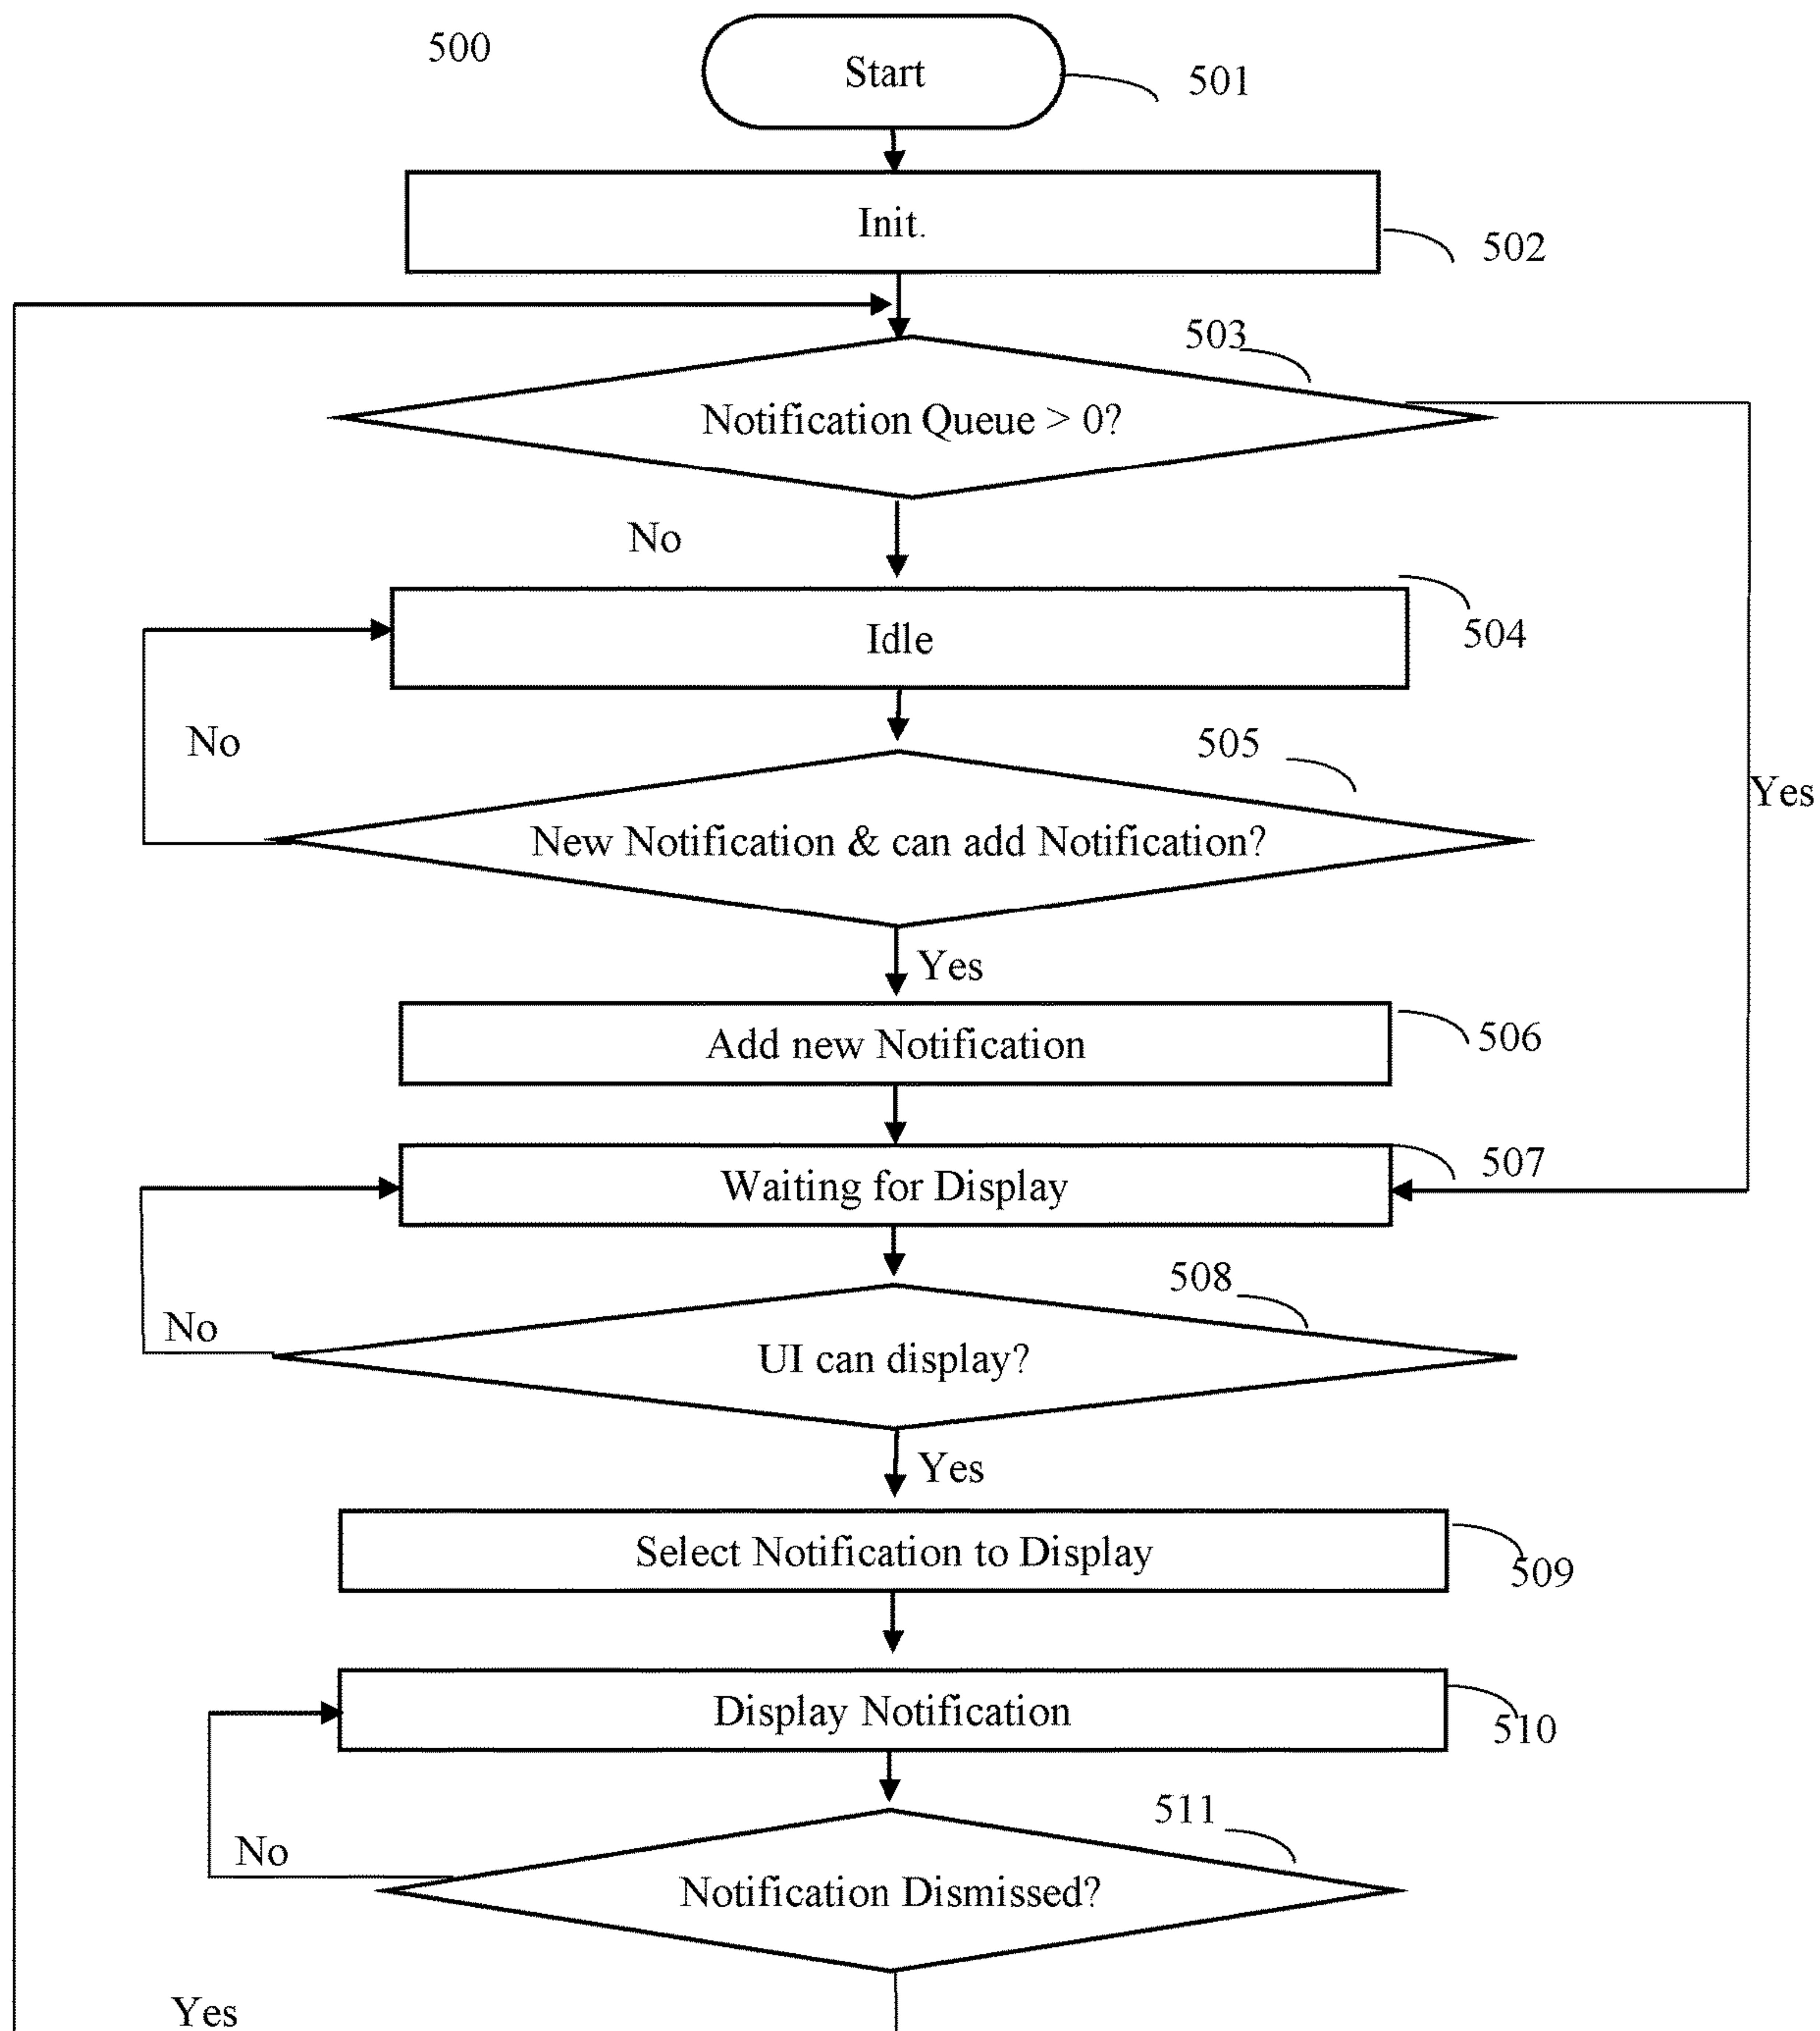 500
Start
501
Init.
502
503
Notification Queue > 0?
No
Idle
504
No
505
New Notification & can add Notification?
Yes
Yes
Add new Notification
506
Waiting for Display
507
No
508
UI can display?
Yes
Select Notification to Display
509
Display Notification
510
No
511
Notification Dismissed?
Yes